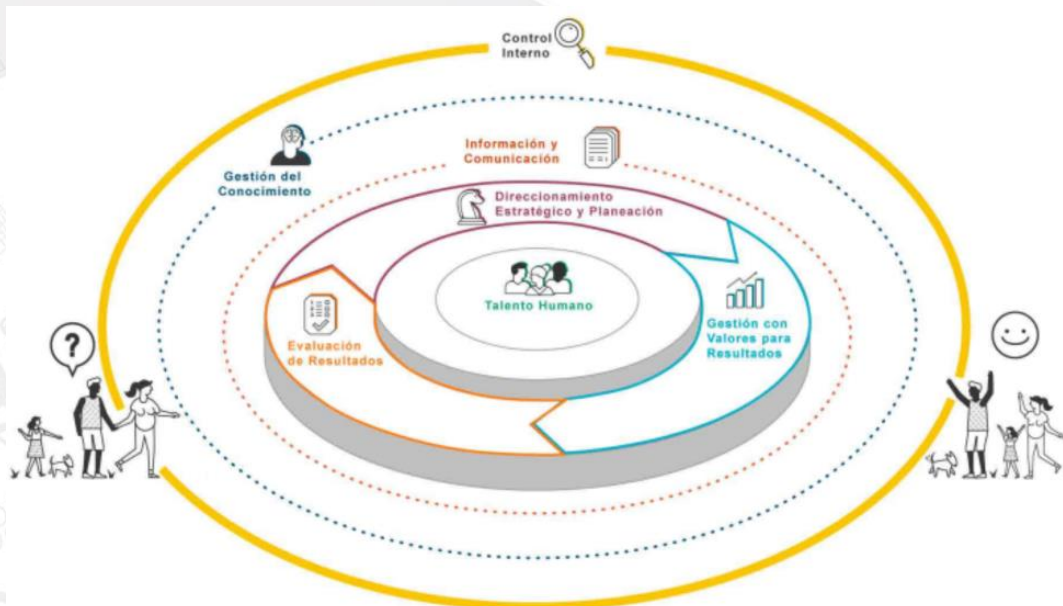 Control
Interno
Información y
Comunicación
Gestión del
Conocimiento
Direccionamiento
Estratégico y Planeación
Talento Humano
Gestión con
Valores para
Resultados
Evaluación
de Resultados
?